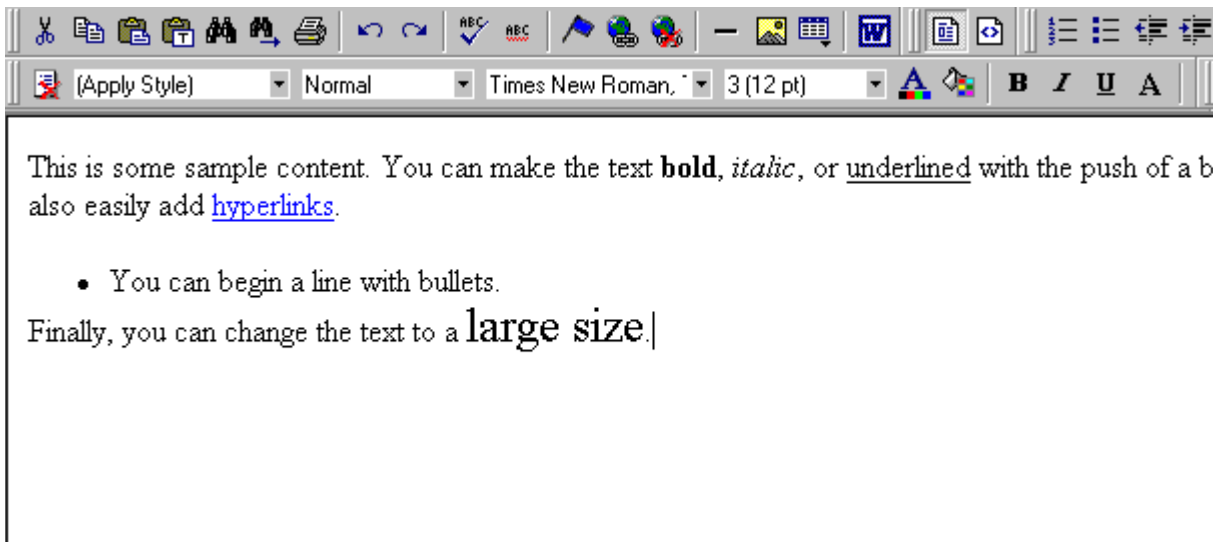 ABC ABC W
(Apply Style) Normal Times New Roman, 3 (12 pt) A B I U A
This is some sample content. You can make the text bold, italic, or underlined with the push of a b
also easily add hyperlinks.
• You can begin a line with bullets.
Finally, you can change the text to a large size.